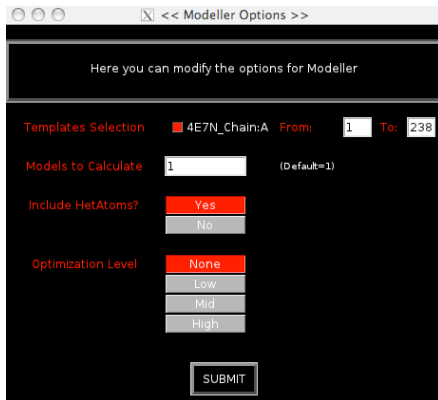 << Modeller Options >>
Here you can modify the options for Modeller
Templates Selection 4E7N_Chain:A From: 1 To: 238
Models to Calculate 1 (Default=1)
Include HetAtoms? Yes
No
Optimization Level None
Low
Mid
High
SUBMIT